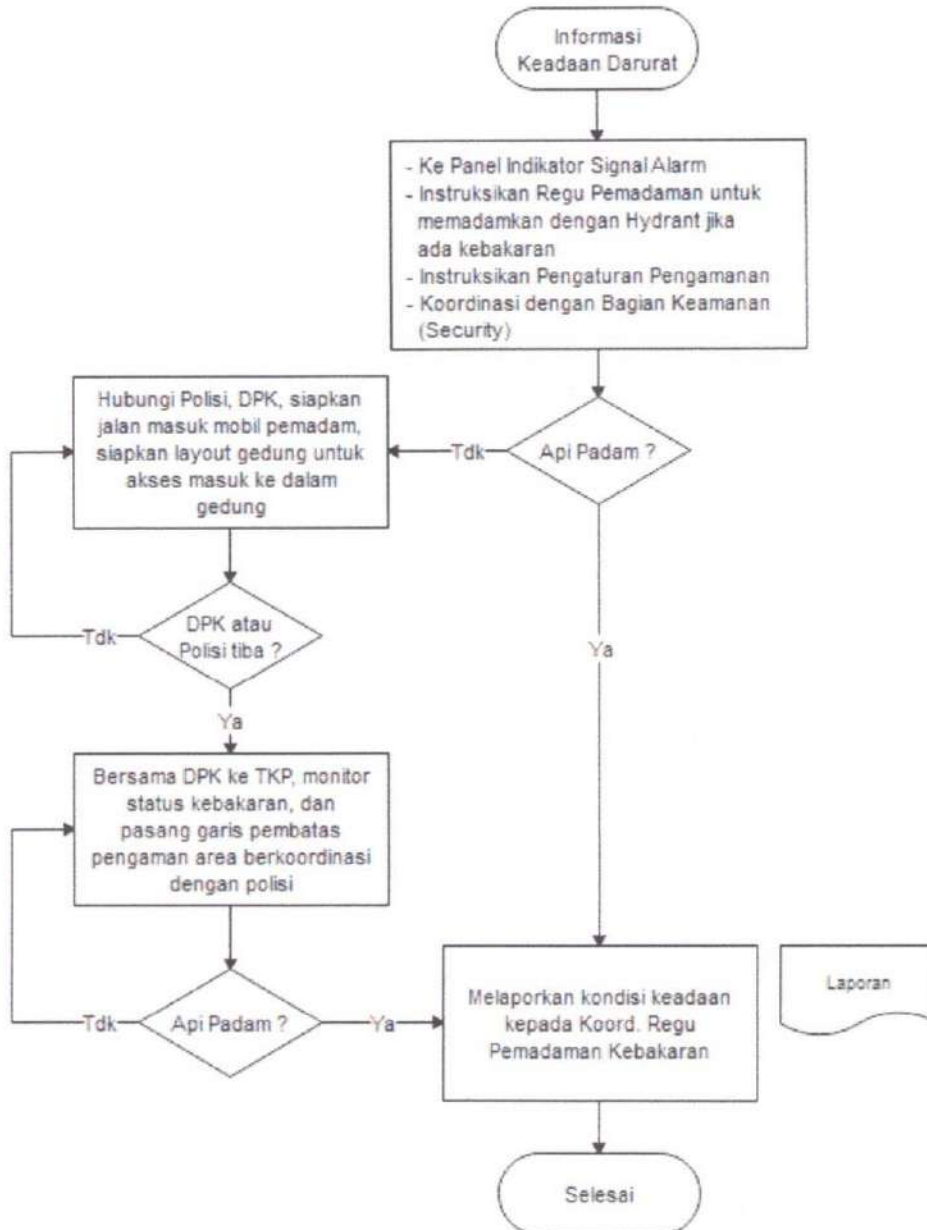 Informasi
Keadaan Darurat
- Ke Panel Indikator Signal Alarm
- Instruksikan Regu Pemadaman untuk
memadamkan dengan Hydrant jika
ada kebakaran
- Instruksikan Pengaturan Pengamanan
- Koordinasi dengan Bagian Keamanan
(Security)
Api Padam ?
Tdk
Hubungi Polisi, DPK, siapkan
jalan masuk mobil pemadam,
siapkan layout gedung untuk
akses masuk ke dalam
gedung
DPK atau
Polisi tiba ?
Tdk
Ya
Ya
Bersama DPK ke TKP, monitor
status kebakaran, dan
pasang garis pembatas
pengaman area berkoordinasi
dengan polisi
Api Padam ?
Tdk
Ya
Melaporkan kondisi keadaan
kepada Koord. Regu
Pemadaman Kebakaran
Laporan
Selesai